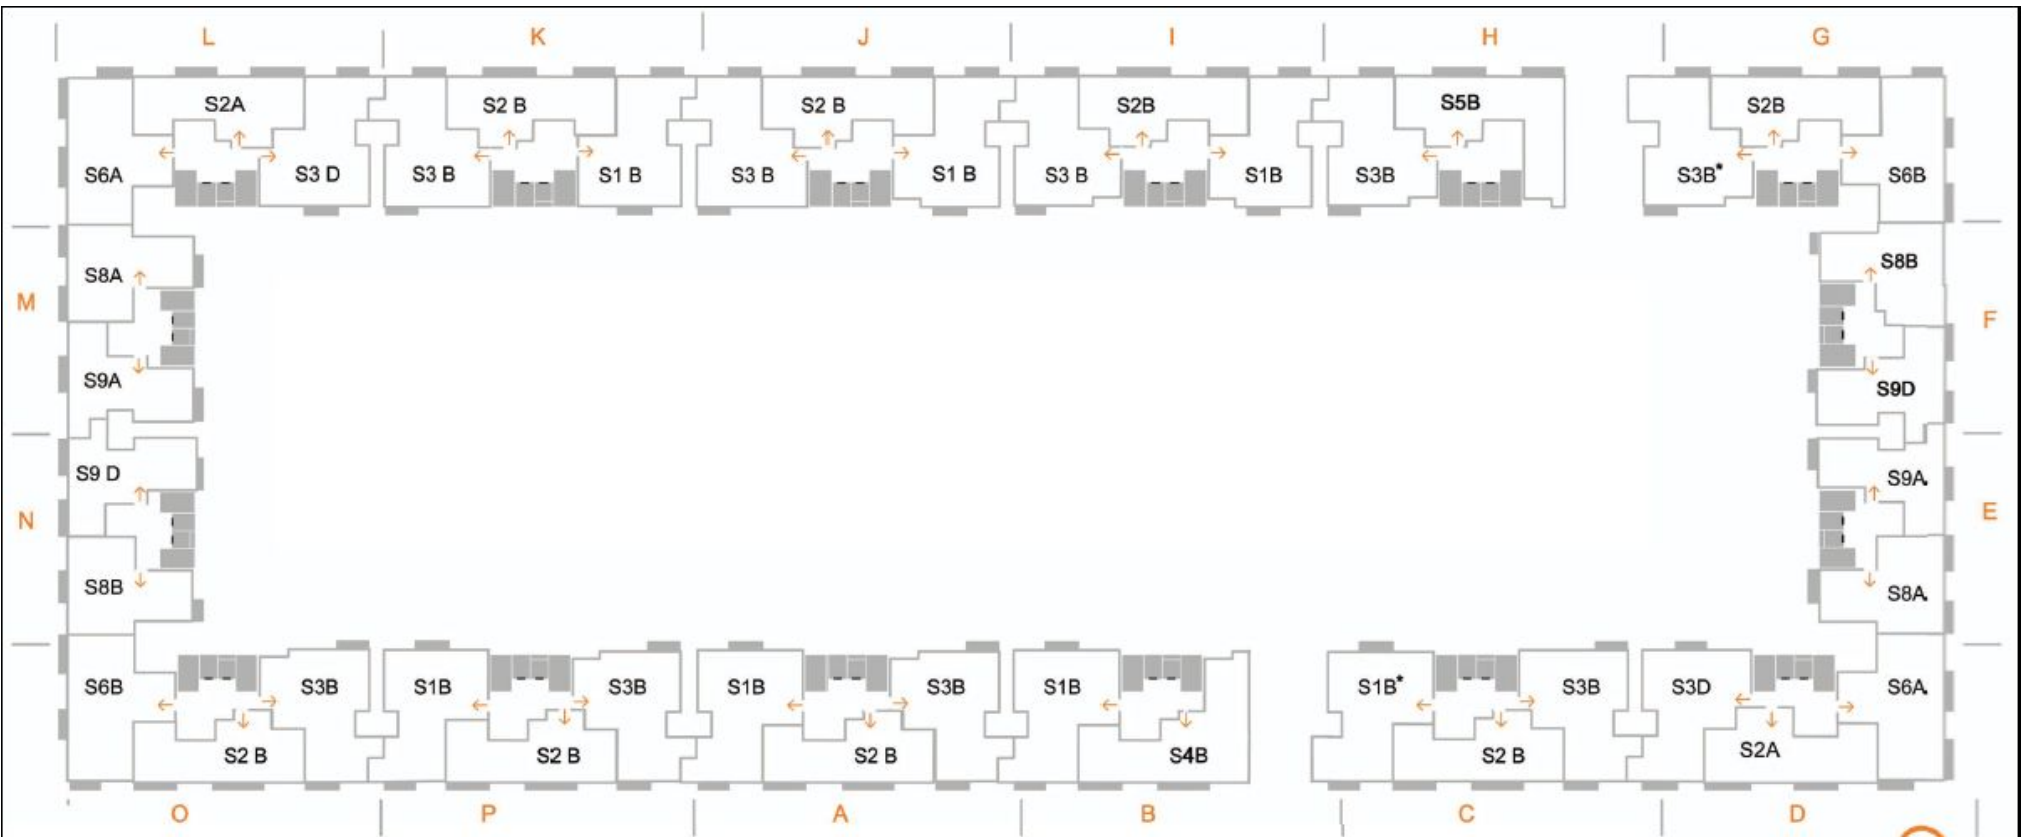 L K J I H G
S2A S2 B S2 B S2B S5B S2B
S6A S3 D S3 B S1 B S3 B S1 B S3 B S1B S3B S3B* S6B
S8A S8B
M F
S9A S9D
S9 D S9A.
N E
S8B S8A.
S6B S3B S1B S3B S1B S3B S1B S1B* S3B S3D S6A.
S2 B S2 B S2 B S4B S2 B S2A
O P A B C D